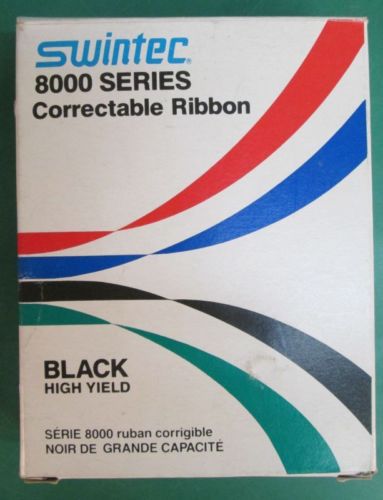 swintec®
8000 SERIES
Correctable Ribbon
BLACK
HIGH YIELD
SÉRIE 8000 ruban corrigible
NOIR DE GRANDE CAPACITÉ